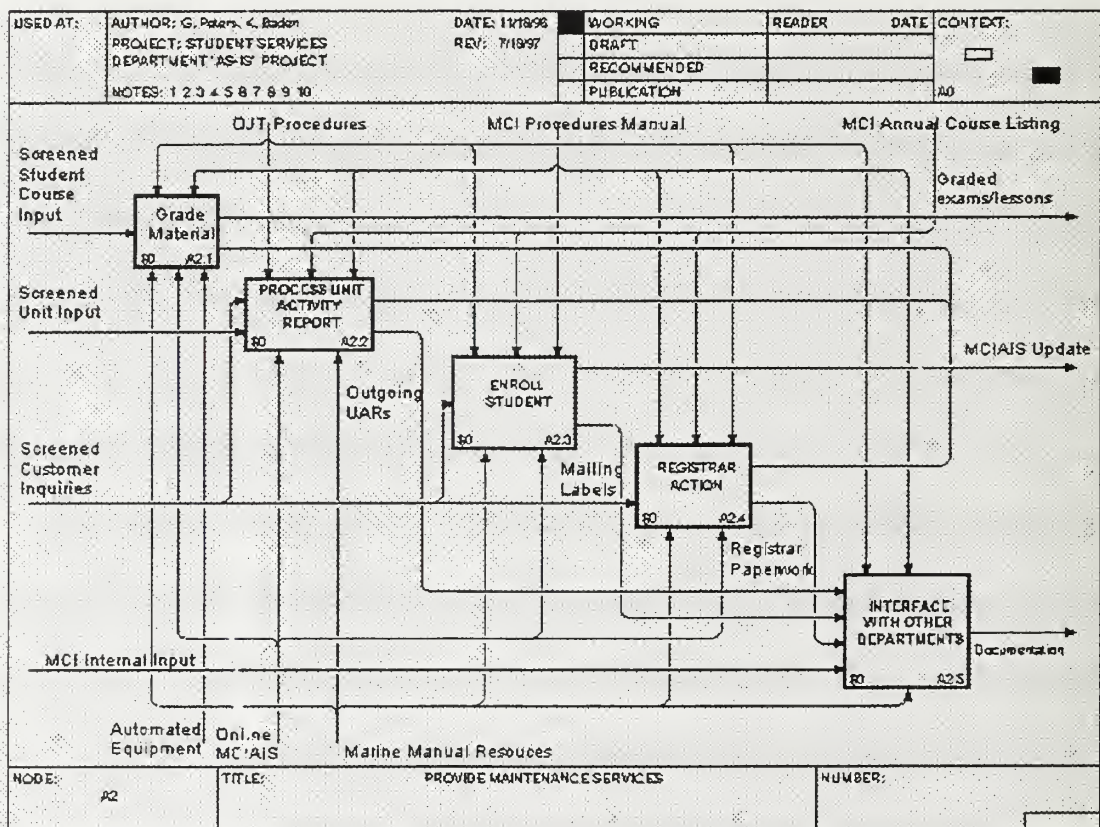 USED AT:
AUTHOR: G. Peters, K. Baden
DATE: 11/18/96
WORKING
READER
DATE
CONTEXT:
PROJECT: STUDENT SERVICES
REV: 7/18/97
DRAFT
DEPARTMENT "AS-IS" PROJECT
RECOMMENDED
NOTES: 1 2 3 4 5 6 7 8 9 10
PUBLICATION
A0
OJT Procedures
MCI Procedures Manual
MCI Annual Course Listing
Screened
Student
Course
Input
Graded
exams/lessons
Grade
Material
$0 A2.1
Screened
Unit Input
PROCESS UNIT
ACTIVITY
REPORT
$0 A2.2
MCIAIS Update
Outgoing
UARs
ENROLL
STUDENT
$0 A2.3
Screened
Customer
Inquiries
Mailing
Labels
REGISTRAR
ACTION
$0 A2.4
Registrar
Paperwork
INTERFACE
WITH OTHER
DEPARTMENTS
$0 A2.5
Documentation
MCI Internal Input
Automated
Equipment
Online
MCIAIS
Marine Manual Resouces
NODE:
A2
TITLE:
PROVIDE MAINTENANCE SERVICES
NUMBER: